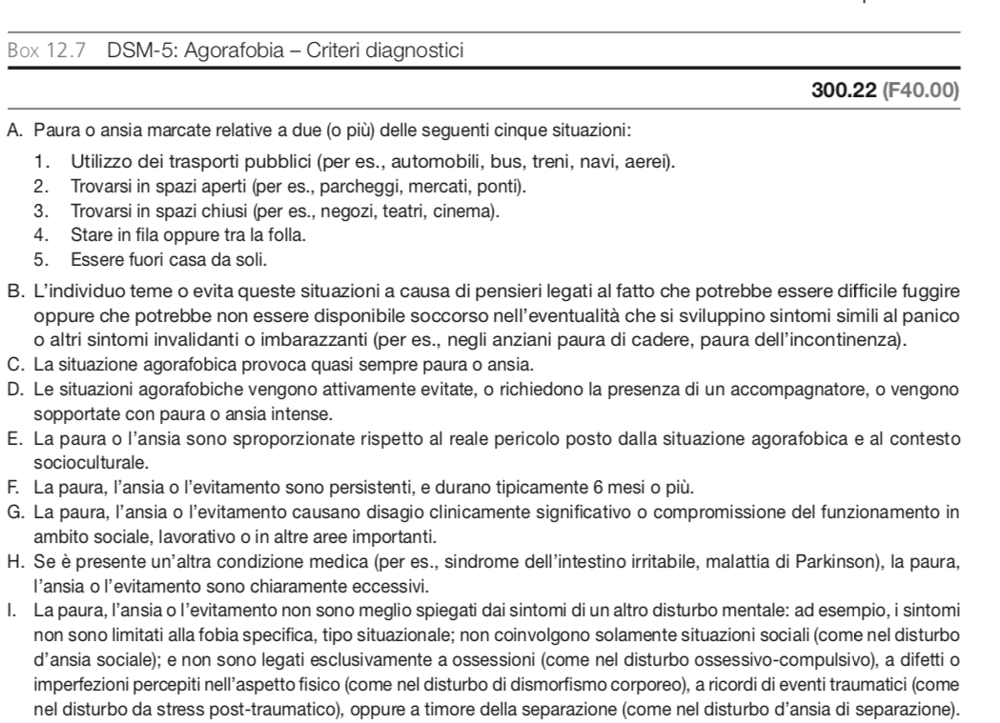 Box 12.7 DSM-5: Agorafobia – Criteri diagnostici
300.22 (F40.00)
A. Paura o ansia marcate relative a due (o più) delle seguenti cinque situazioni:
1. Utilizzo dei trasporti pubblici (per es., automobili, bus, treni, navi, aerei).
2. Trovarsi in spazi aperti (per es., parcheggi, mercati, ponti).
3. Trovarsi in spazi chiusi (per es., negozi, teatri, cinema).
4. Stare in fila oppure tra la folla.
5. Essere fuori casa da soli.
B. L'individuo teme o evita queste situazioni a causa di pensieri legati al fatto che potrebbe essere difficile fuggire
oppure che potrebbe non essere disponibile soccorso nell'eventualità che si sviluppino sintomi simili al panico
o altri sintomi invalidanti o imbarazzanti (per es., negli anziani paura di cadere, paura dell'incontinenza).
C. La situazione agorafobica provoca quasi sempre paura o ansia.
D. Le situazioni agorafobiche vengono attivamente evitate, o richiedono la presenza di un accompagnatore, o vengono
sopportate con paura o ansia intense.
E. La paura o l'ansia sono sproporzionate rispetto al reale pericolo posto dalla situazione agorafobica e al contesto
socioculturale.
F. La paura, l'ansia o l'evitamento sono persistenti, e durano tipicamente 6 mesi o più.
G. La paura, l'ansia o l'evitamento causano disagio clinicamente significativo o compromissione del funzionamento in
ambito sociale, lavorativo o in altre aree importanti.
H. Se è presente un'altra condizione medica (per es., sindrome dell'intestino irritabile, malattia di Parkinson), la paura,
l'ansia o l'evitamento sono chiaramente eccessivi.
I. La paura, l'ansia o l'evitamento non sono meglio spiegati dai sintomi di un altro disturbo mentale: ad esempio, i sintomi
non sono limitati alla fobia specifica, tipo situazionale; non coinvolgono solamente situazioni sociali (come nel disturbo
d'ansia sociale); e non sono legati esclusivamente a ossessioni (come nel disturbo ossessivo-compulsivo), a difetti o
imperfezioni percepiti nell'aspetto fisico (come nel disturbo di dismorfismo corporeo), a ricordi di eventi traumatici (come
nel disturbo da stress post-traumatico), oppure a timore della separazione (come nel disturbo d'ansia di separazione).